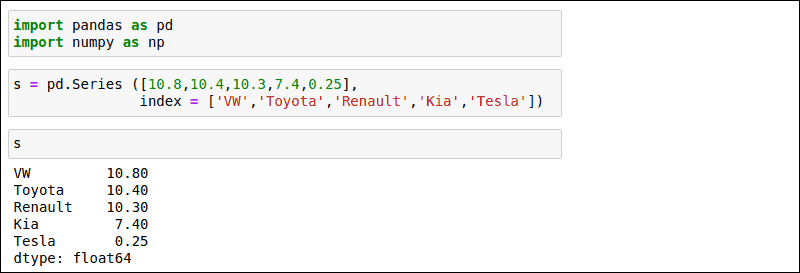 import pandas as pd
import numpy as np
s = pd.Series ([10.8,10.4,10.3,7.4,0.25],
index = ['VW','Toyota','Renault','Kia','Tesla'])
s
VW 10.80
Toyota 10.40
Renault 10.30
Kia 7.40
Tesla 0.25
dtype: float64